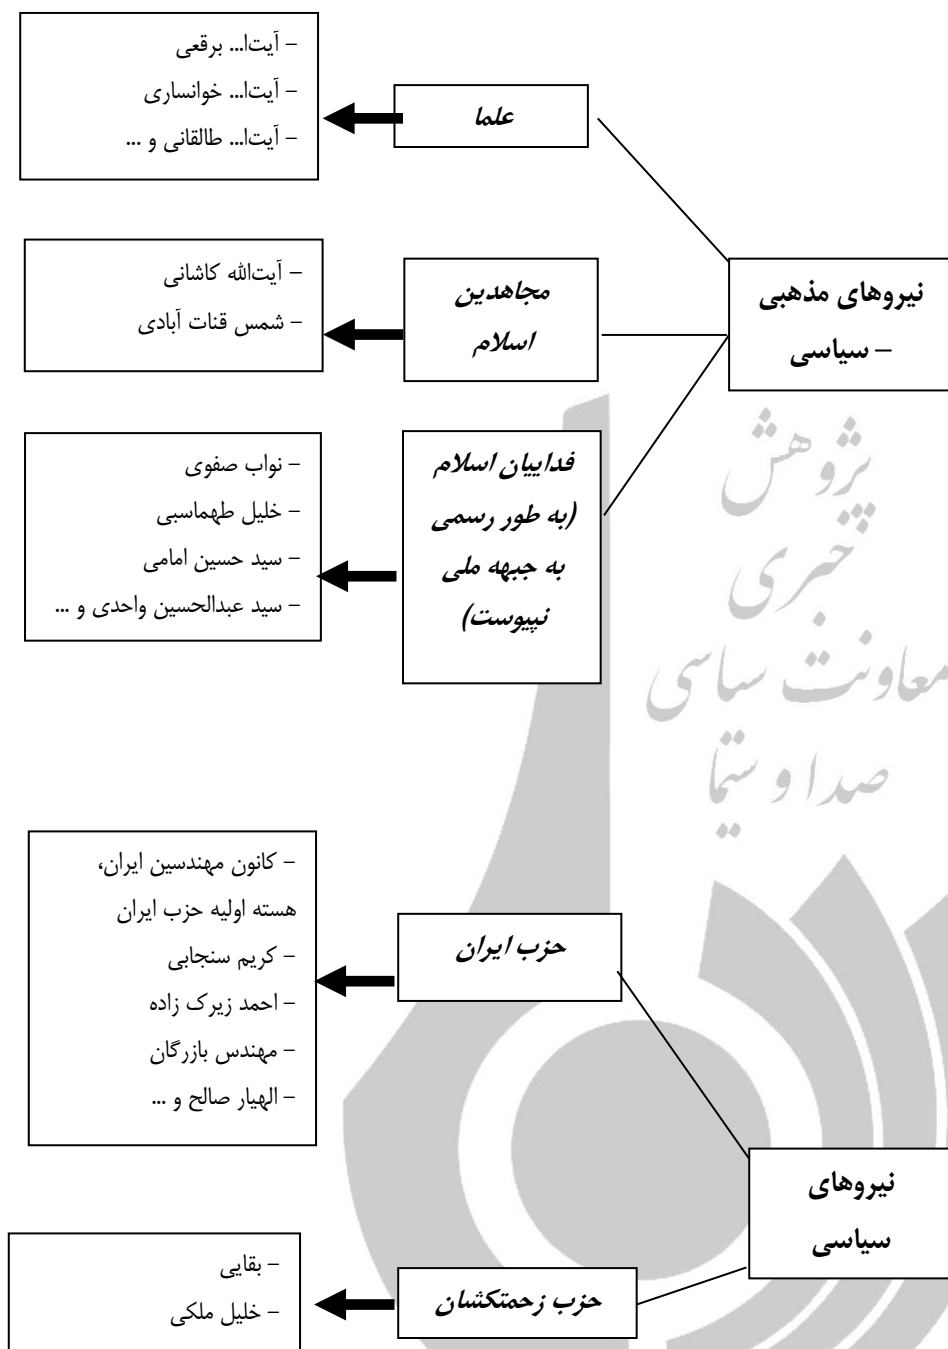 نیروهای مذهبی
– سیاسی
علما
– آیت‌ا... برقعی
– آیت‌ا... خوانساری
– آیت‌ا... طالقانی و ...
مجاهدین
اسلام
– آیت‌الله کاشانی
– شمس قنات آبادی
فداییان اسلام
(به طور رسمی
به جبهه ملی
نپیوست)
– نواب صفوی
– خلیل طهماسبی
– سید حسین امامی
– سید عبدالحسین واحدی و ...
پژوهش
خبری
معاونت سیاسی
صدا و سیما
نیروهای
سیاسی
حزب ایران
– کانون مهندسین ایران،
هسته اولیه حزب ایران
– کریم سنجابی
– احمد زیرک زاده
– مهندس بازرگان
– الهیار صالح و ...
حزب زحمتکشان
– بقایی
– خلیل ملکی